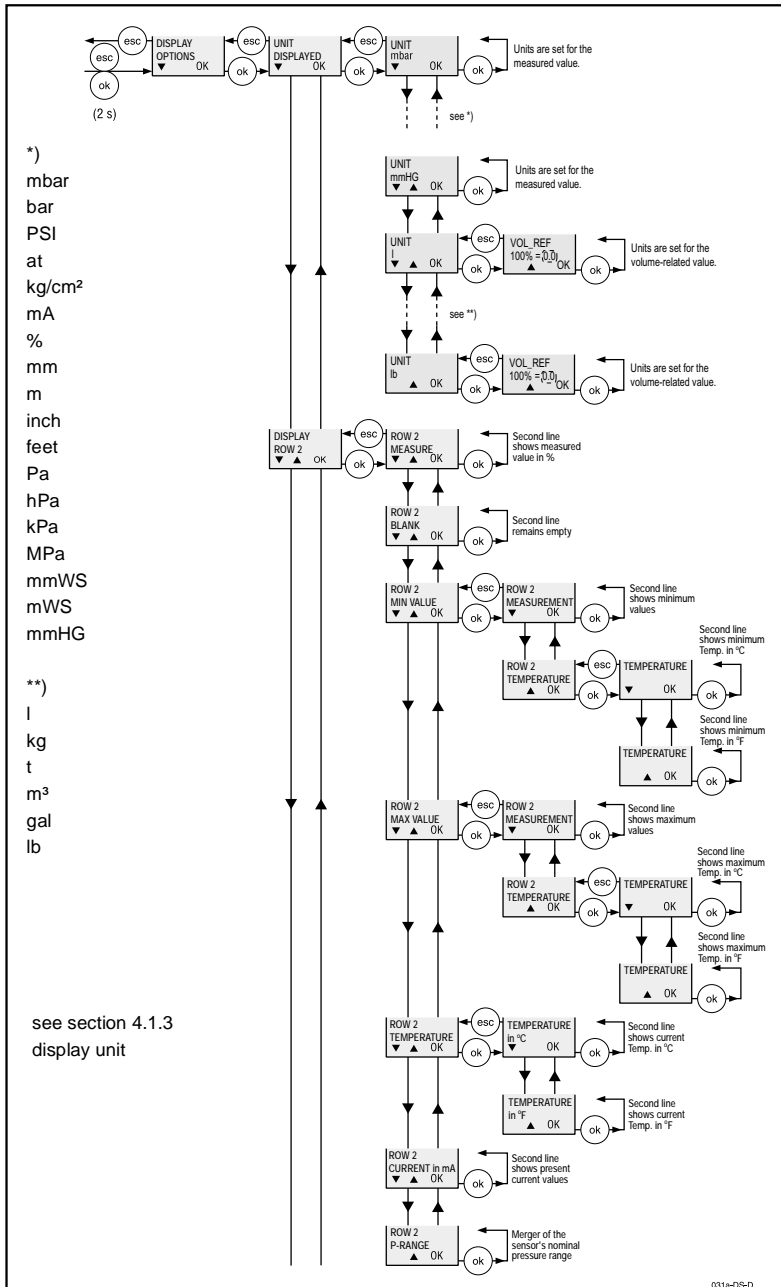 esc
DISPLAY
OPTIONS
▼ OK
esc
UNIT
DISPLAYED
▼ OK
esc
UNIT
mbar
▼ OK
Units are set for the
measured value.
esc
ok
ok
ok
ok
(2 s)
see *)
*)
mbar
bar
PSI
at
kg/cm²
mA
%
mm
m
inch
feet
Pa
hPa
kPa
MPa
mmWS
mWS
mmHG
**)
l
kg
t
m³
gal
lb
see section 4.1.3
display unit
UNIT
mmHG
▼ ▲ OK
ok
Units are set for the
measured value.
UNIT
l
▼ ▲ OK
esc
ok
VOL_REF
100% = 0.0
▲ OK
ok
Units are set for the
volume-related value.
see **)
UNIT
lb
▲ OK
esc
ok
VOL_REF
100% = 0.0
▲ OK
ok
Units are set for the
volume-related value.
DISPLAY
ROW 2
▼ ▲ OK
esc
ok
ROW 2
MEASURE
▼ ▲ OK
ok
Second line
shows measured
value in %
ROW 2
BLANK
▼ ▲ OK
ok
Second line
remains empty
ROW 2
MIN VALUE
▼ ▲ OK
esc
ok
ROW 2
MEASUREMENT
▼ OK
ok
Second line
shows minimum
values
ROW 2
TEMPERATURE
▲ OK
esc
ok
TEMPERATURE
▼ OK
ok
Second line
shows minimum
Temp. in °C
TEMPERATURE
▲ OK
ok
Second line
shows minimum
Temp. in °F
ROW 2
MAX VALUE
▼ ▲ OK
esc
ok
ROW 2
MEASUREMENT
▼ OK
ok
Second line
shows maximum
values
ROW 2
TEMPERATURE
▲ OK
esc
ok
TEMPERATURE
▼ OK
ok
Second line
shows maximum
Temp. in °C
TEMPERATURE
▲ OK
ok
Second line
shows maximum
Temp. in °F
ROW 2
TEMPERATURE
▼ ▲ OK
esc
ok
TEMPERATURE
in °C
▼ OK
ok
Second line
shows current
Temp. in °C
TEMPERATURE
in °F
▲ OK
ok
Second line
shows current
Temp. in °F
ROW 2
CURRENT in mA
▼ ▲ OK
ok
Second line
shows present
current values
ROW 2
P-RANGE
▲ OK
ok
Merger of the
sensor's nominal
pressure range
031a-DS-D